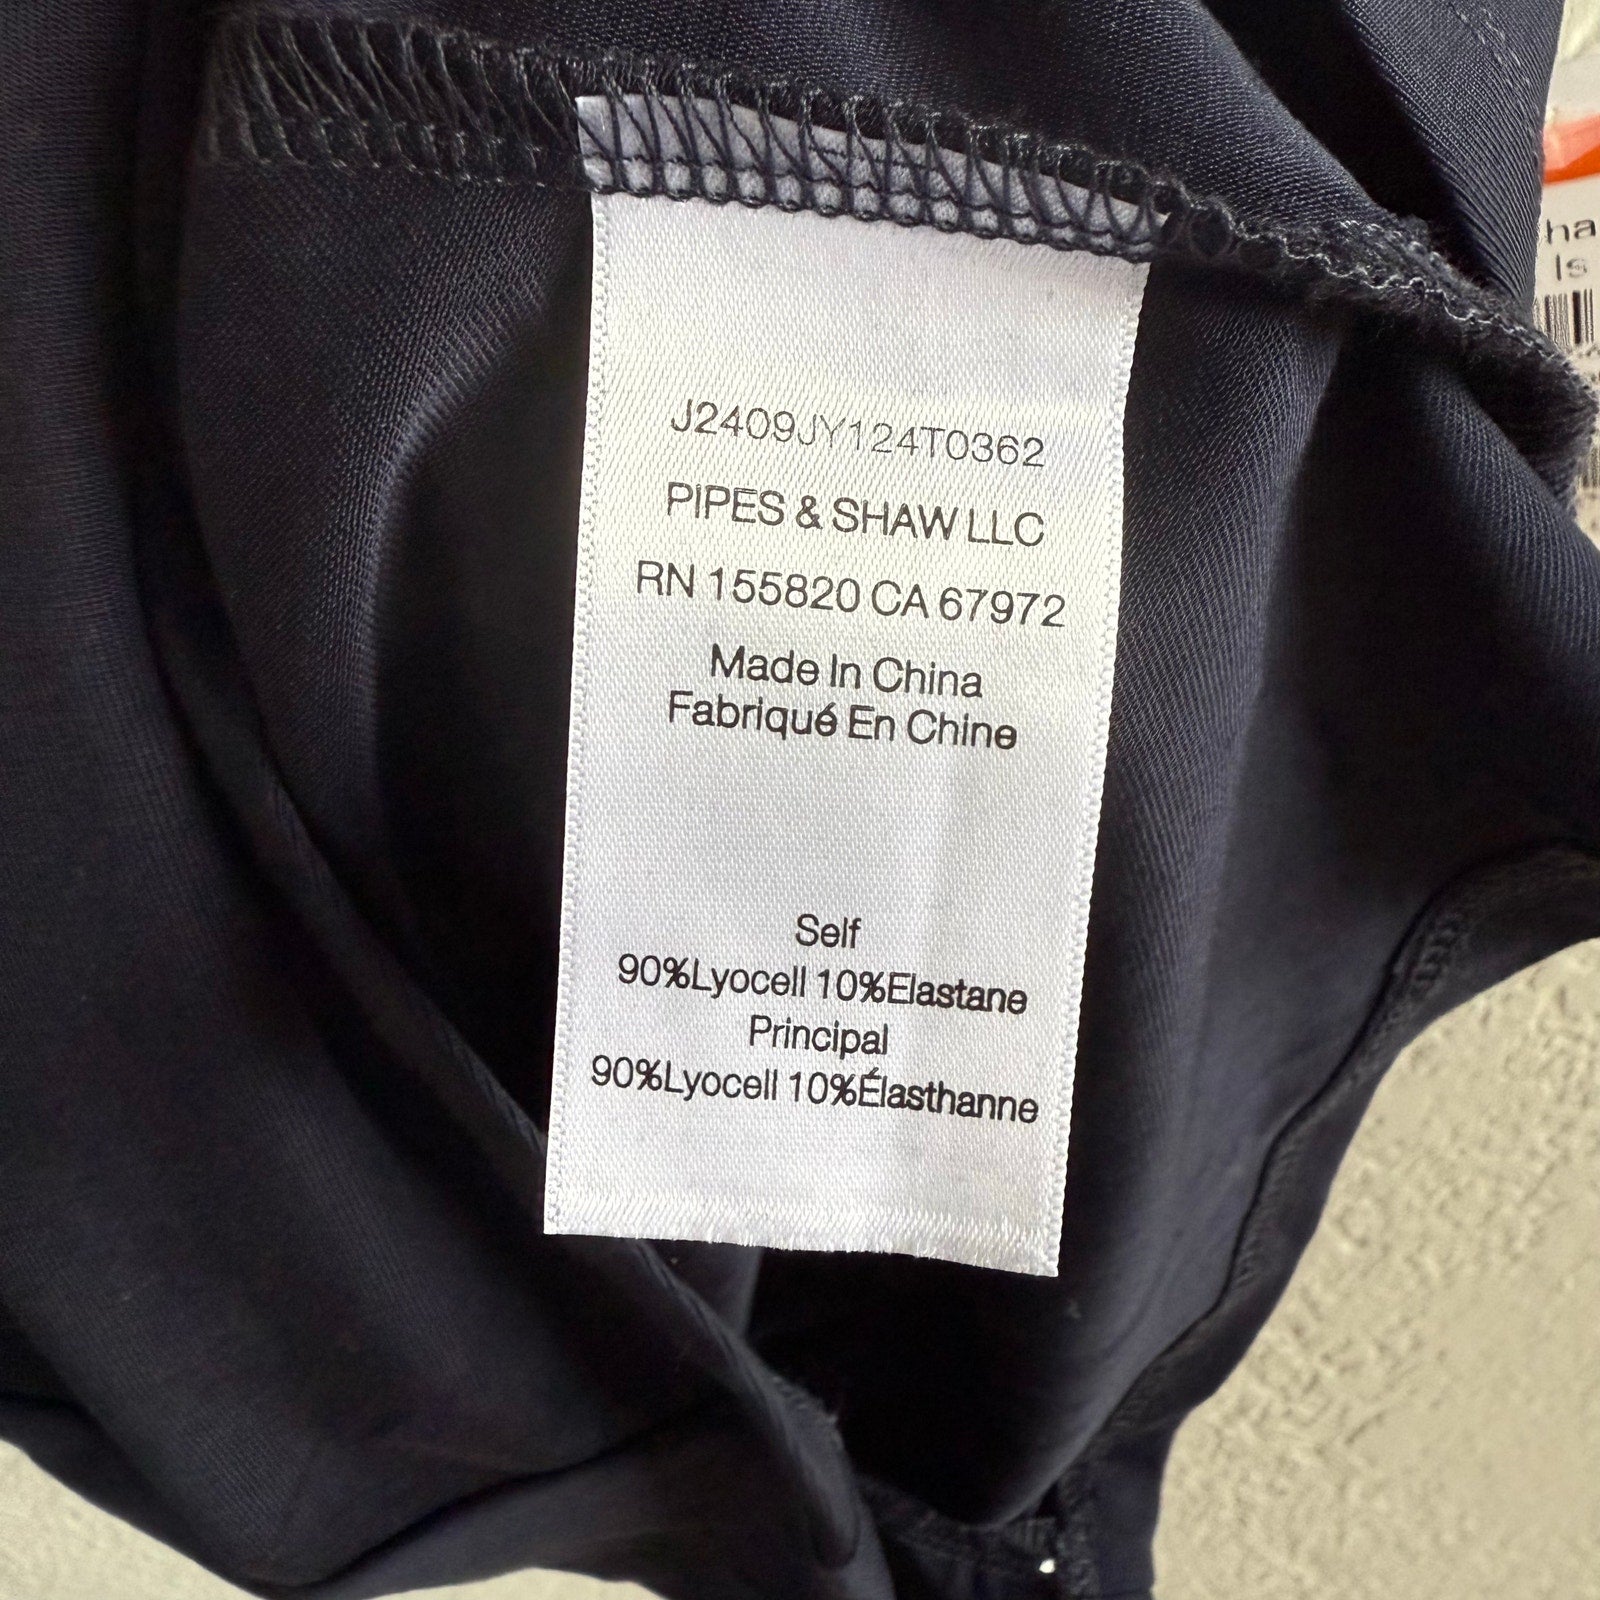 J2409JY124T0362
PIPES & SHAW LLC
RN 155820 CA 67972
Made In China
Fabriqué En Chine
Self
90%Lyocell 10%Elastane
Principal
90%Lyocell 10%Élasthanne